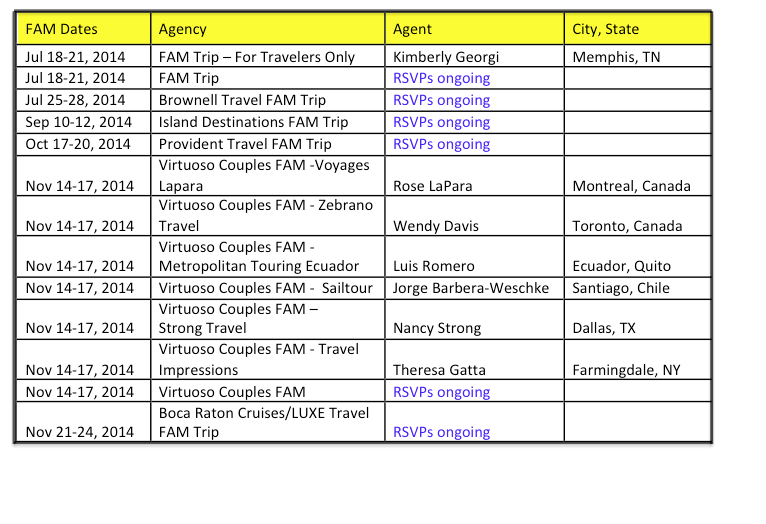 FAM Dates Agency Agent City, State
Jul 18-21, 2014 FAM Trip – For Travelers Only Kimberly Georgi Memphis, TN
Jul 18-21, 2014 FAM Trip RSVPs ongoing
Jul 25-28, 2014 Brownell Travel FAM Trip RSVPs ongoing
Sep 10-12, 2014 Island Destinations FAM Trip RSVPs ongoing
Oct 17-20, 2014 Provident Travel FAM Trip RSVPs ongoing
Virtuoso Couples FAM -Voyages
Nov 14-17, 2014 Lapara Rose LaPara Montreal, Canada
Virtuoso Couples FAM - Zebrano
Nov 14-17, 2014 Travel Wendy Davis Toronto, Canada
Virtuoso Couples FAM -
Nov 14-17, 2014 Metropolitan Touring Ecuador Luis Romero Ecuador, Quito
Nov 14-17, 2014 Virtuoso Couples FAM - Sailtour Jorge Barbera-Weschke Santiago, Chile
Virtuoso Couples FAM –
Nov 14-17, 2014 Strong Travel Nancy Strong Dallas, TX
Virtuoso Couples FAM - Travel
Nov 14-17, 2014 Impressions Theresa Gatta Farmingdale, NY
Nov 14-17, 2014 Virtuoso Couples FAM RSVPs ongoing
Boca Raton Cruises/LUXE Travel
Nov 21-24, 2014 FAM Trip RSVPs ongoing